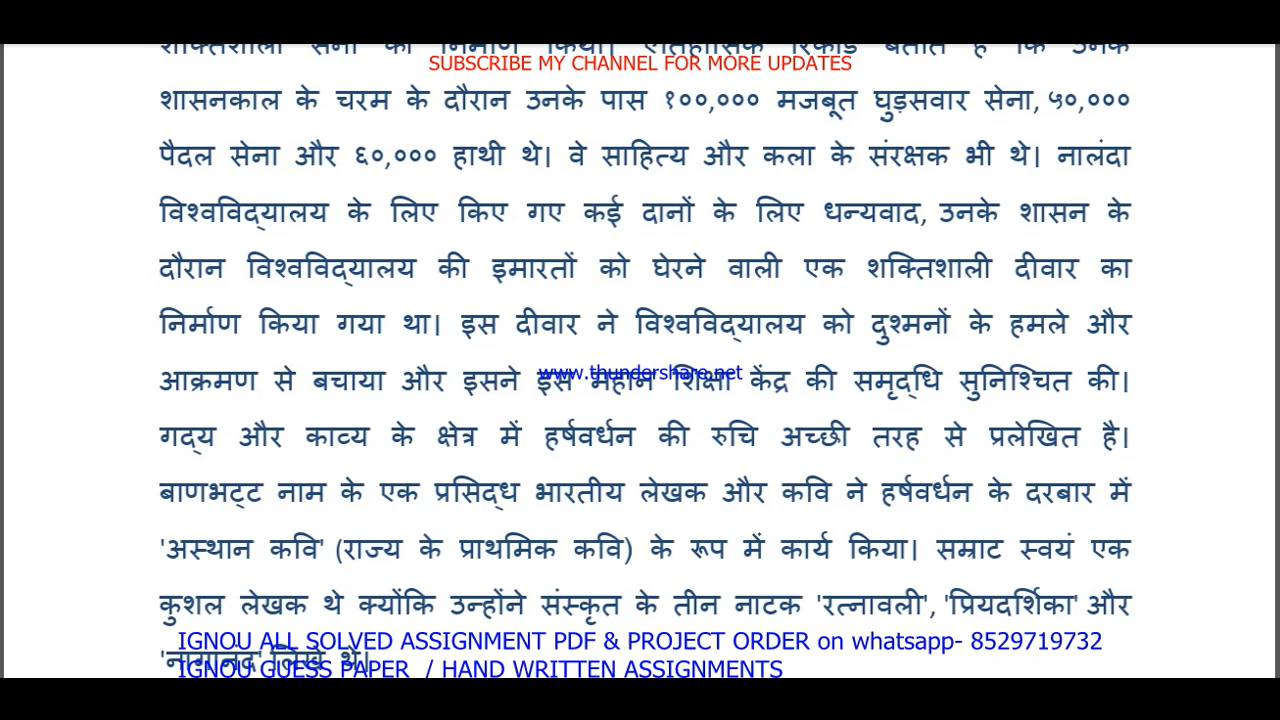 शक्तिशाली सेना का निर्माण किया। ऐतिहासिक रिकॉर्ड बताते हैं कि उनके
SUBSCRIBE MY CHANNEL FOR MORE UPDATES
शासनकाल के चरम के दौरान उनके पास १००,००० मजबूत घुड़सवार सेना, ५०,०००
पैदल सेना और ६०,००० हाथी थे। वे साहित्य और कला के संरक्षक भी थे। नालंदा
विश्वविद्यालय के लिए किए गए कई दानों के लिए धन्यवाद, उनके शासन के
दौरान विश्वविद्यालय की इमारतों को घेरने वाली एक शक्तिशाली दीवार का
निर्माण किया गया था। इस दीवार ने विश्वविद्यालय को दुश्मनों के हमले और
आक्रमण से बचाया और इसने इस महान शिक्षा केंद्र की समृद्धि सुनिश्चित की।
www.thundershare.net
गद्य और काव्य के क्षेत्र में हर्षवर्धन की रुचि अच्छी तरह से प्रलेखित है।
बाणभट्ट नाम के एक प्रसिद्ध भारतीय लेखक और कवि ने हर्षवर्धन के दरबार में
'अस्थान कवि' (राज्य के प्राथमिक कवि) के रूप में कार्य किया। सम्राट स्वयं एक
कुशल लेखक थे क्योंकि उन्होंने संस्कृत के तीन नाटक 'रत्नावली', 'प्रियदर्शिका' और
IGNOU ALL SOLVED ASSIGNMENT PDF & PROJECT ORDER on whatsapp- 8529719732
'नागानंद' लिखे थे।
IGNOU GUESS PAPER / HAND WRITTEN ASSIGNMENTS